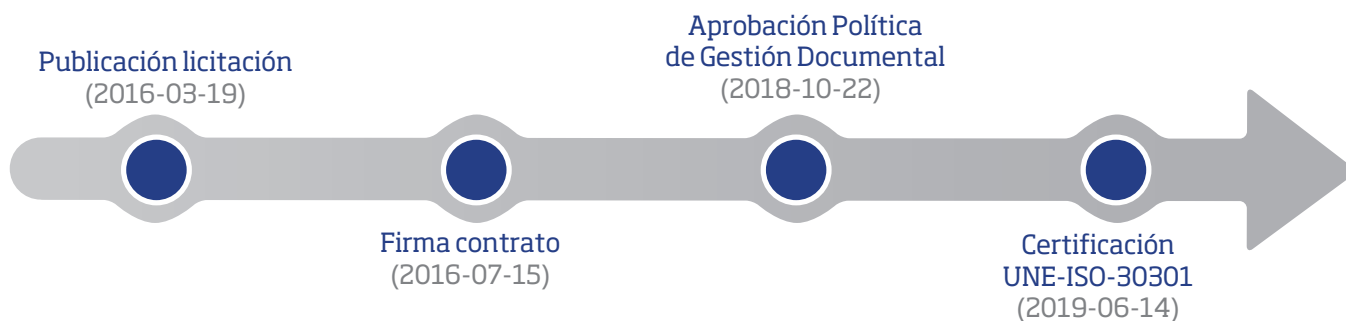 Publicación licitación
(2016-03-19)
Firma contrato
(2016-07-15)
Aprobación Política
de Gestión Documental
(2018-10-22)
Certificación
UNE-ISO-30301
(2019-06-14)